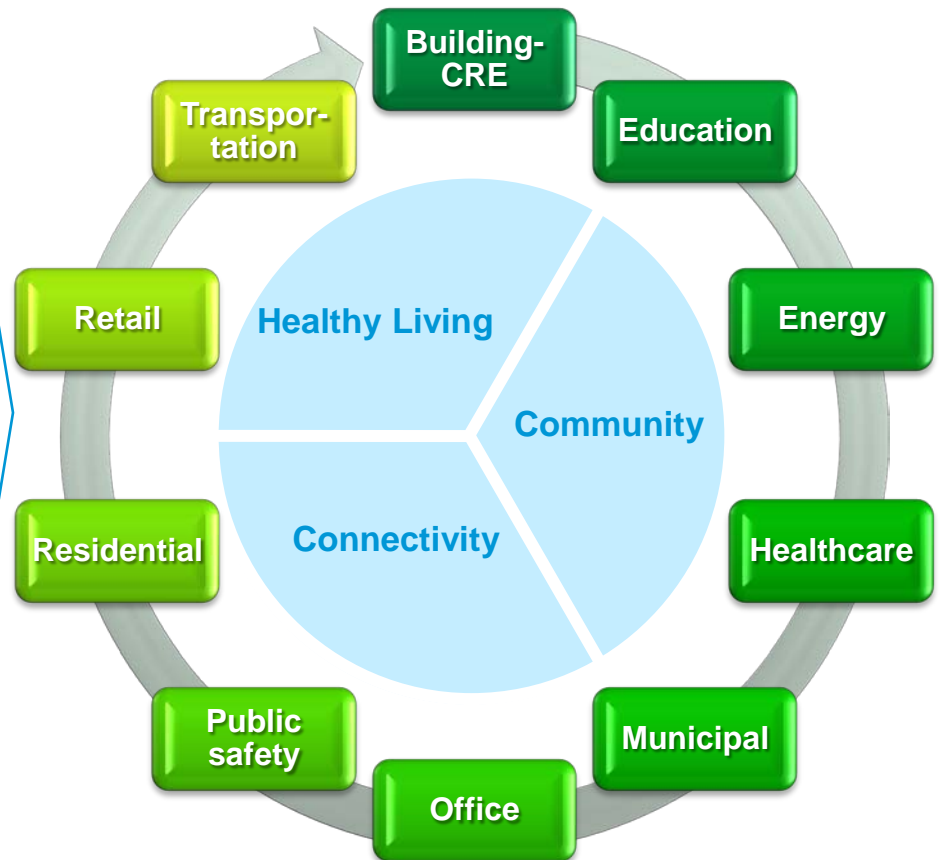 Building-
CRE
Education
Energy
Healthcare
Municipal
Office
Public
safety
Residential
Retail
Transpor-
tation
Healthy Living
Community
Connectivity